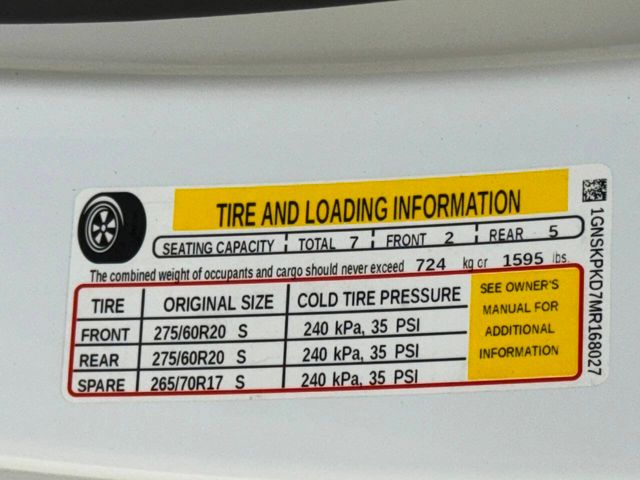 TIRE AND LOADING INFORMATION
SEATING CAPACITY TOTAL 7 FRONT 2 REAR 5
The combined weight of occupants and cargo should never exceed 724 kg or 1595 lbs.
TIRE ORIGINAL SIZE COLD TIRE PRESSURE
FRONT 275/60R20 S 240 kPa, 35 PSI
REAR 275/60R20 S 240 kPa, 35 PSI
SPARE 265/70R17 S 240 kPa, 35 PSI
SEE OWNER'S
MANUAL FOR
ADDITIONAL
INFORMATION
1GNSKPKD7MR168027